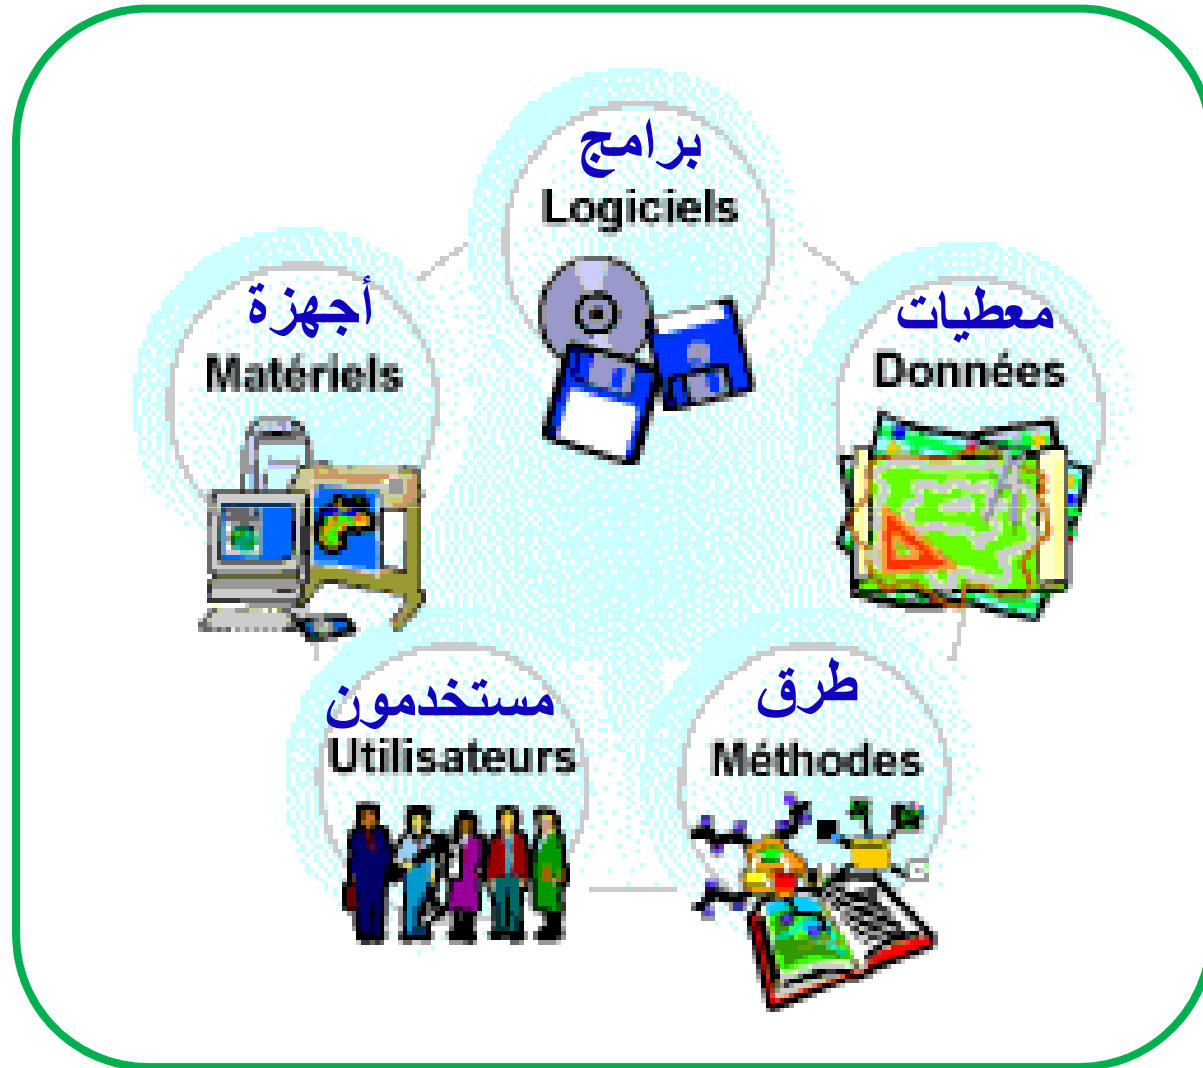 برامج
Logiciels
أجهزة
Matériels
معطيات
Données
مستخدمون
Utilisateurs
طرق
Méthodes